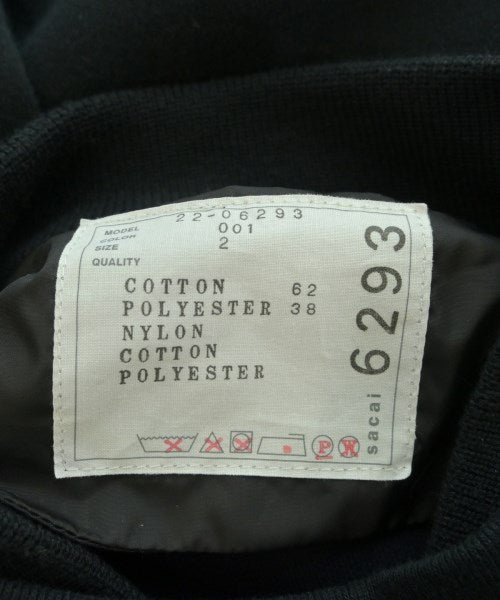 MODEL 22-06293
COLOR 001
SIZE 2
QUALITY
COTTON 62
POLYESTER 38
NYLON
COTTON
POLYESTER
P W
sacai 6293